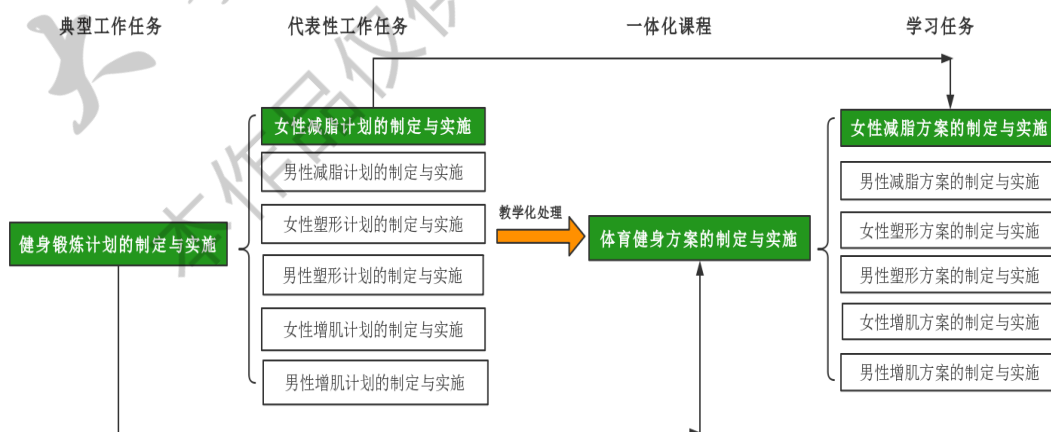 典型工作任务
代表性工作任务
一体化课程
学习任务
健身锻炼计划的制定与实施
女性减脂计划的制定与实施
男性减脂计划的制定与实施
女性塑形计划的制定与实施
男性塑形计划的制定与实施
女性增肌计划的制定与实施
男性增肌计划的制定与实施
教学化处理
体育健身方案的制定与实施
女性减脂方案的制定与实施
男性减脂方案的制定与实施
女性塑形方案的制定与实施
男性塑形方案的制定与实施
女性增肌方案的制定与实施
男性增肌方案的制定与实施
本作品仅